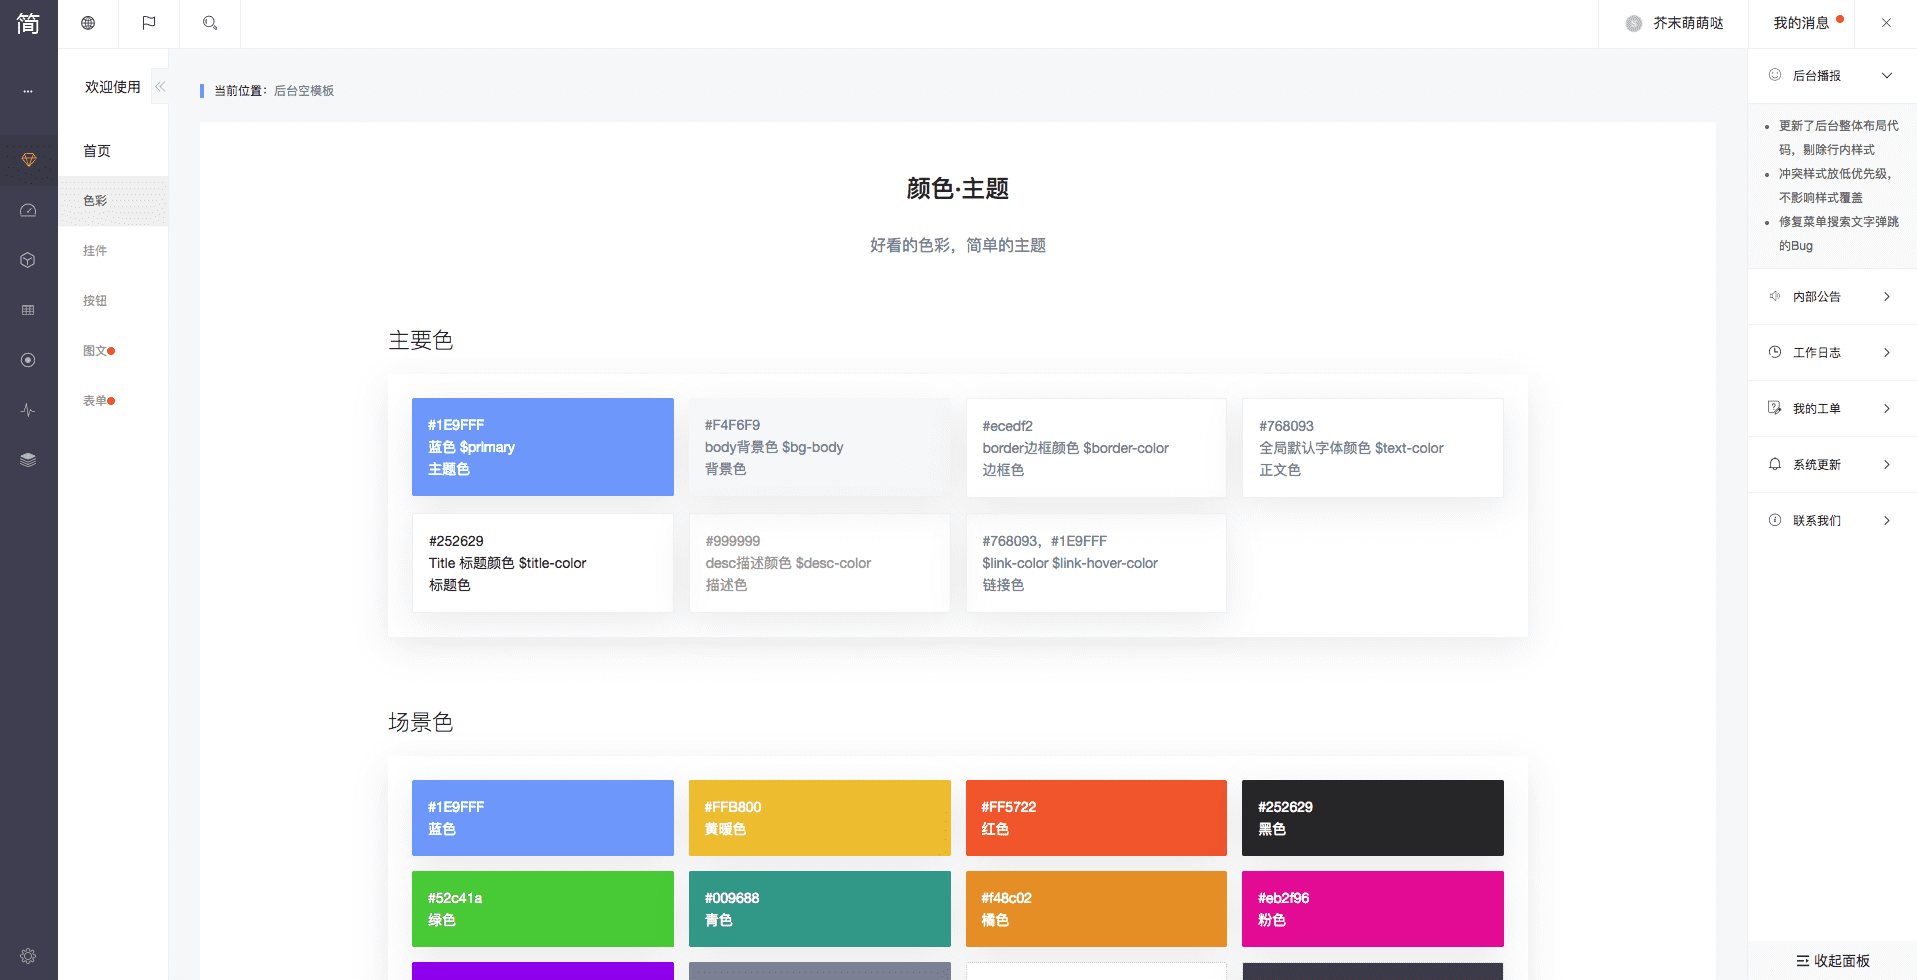 简
芥末萌萌哒
我的消息
欢迎使用
首页
色彩
挂件
按钮
图文
表单
当前位置：后台空模板
颜色·主题
好看的色彩，简单的主题
主要色
#1E9FFF
蓝色 $primary
主题色
#F4F6F9
body背景色 $bg-body
背景色
#ecedf2
border边框颜色 $border-color
边框色
#768093
全局默认字体颜色 $text-color
正文色
#252629
Title 标题颜色 $title-color
标题色
#999999
desc描述颜色 $desc-color
描述色
#768093，#1E9FFF
$link-color $link-hover-color
链接色
场景色
#1E9FFF
蓝色
#FFB800
黄暖色
#FF5722
红色
#252629
黑色
#52c41a
绿色
#009688
青色
#f48c02
橘色
#eb2f96
粉色
后台播报
更新了后台整体布局代
码，剔除行内样式
冲突样式放低优先级，
不影响样式覆盖
修复菜单搜索文字弹跳
的Bug
内部公告
工作日志
我的工单
系统更新
联系我们
收起面板